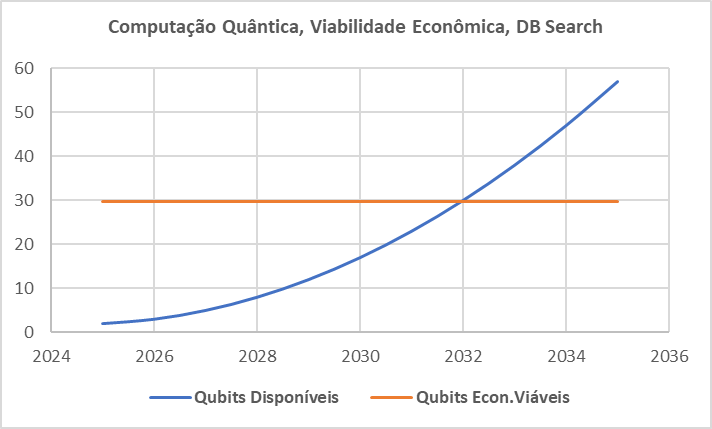 Computação Quântica, Viabilidade Econômica, DB Search
60
50
40
30
20
10
0
2024 2026 2028 2030 2032 2034 2036
Qubits Disponíveis Qubits Econ.Viáveis